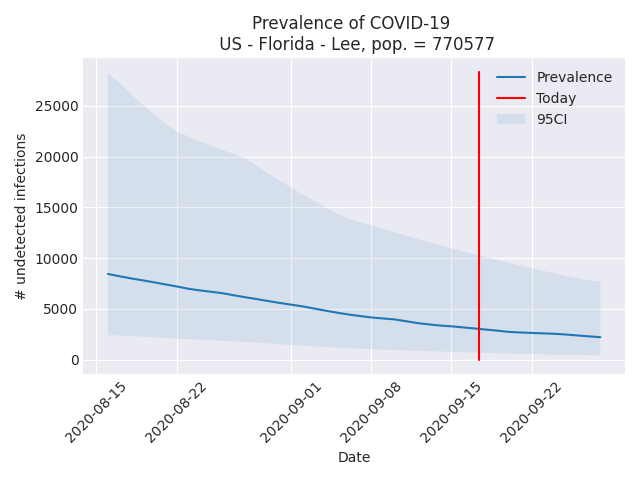 Prevalence of COVID-19
US - Florida - Lee, pop. = 770577
Prevalence
Today
95CI
# undetected infections
25000
20000
15000
10000
5000
0
2020-08-15
2020-08-22
2020-09-01
2020-09-08
2020-09-15
2020-09-22
Date